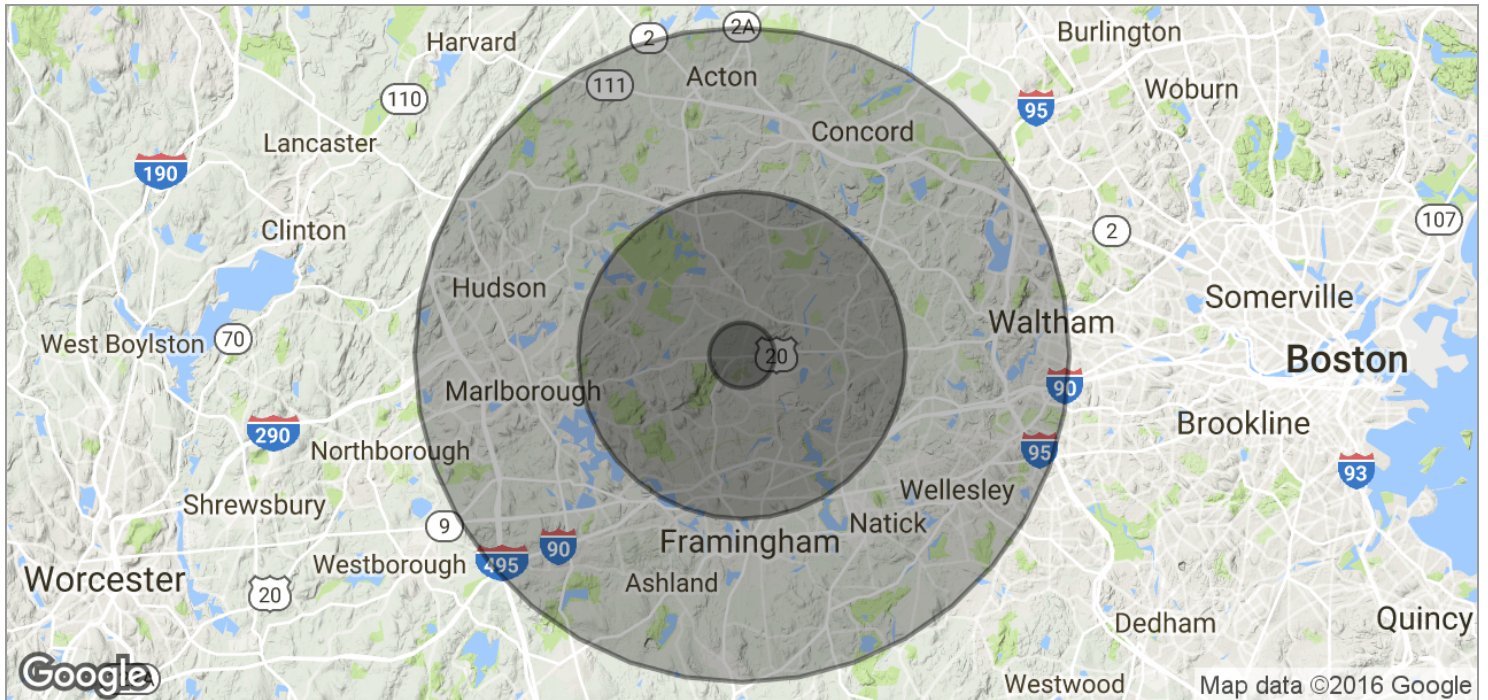 Harvard
2
2A
Burlington
111
Acton
110
95
Woburn
Concord
Lancaster
190
107
Clinton
2
Hudson
Somerville
Waltham
West Boylston
70
20
Boston
90
Marlborough
290
Brookline
Northborough
95
93
Wellesley
Shrewsbury
9
Natick
Framingham
90
495
Westborough
Worcester
Ashland
20
Dedham
Quincy
Google
Westwood
Map data ©2016 Google